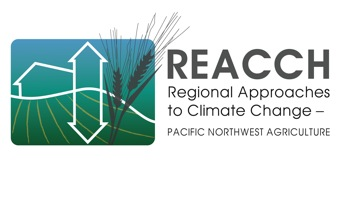 REACCH
Regional Approaches
to Climate Change –
PACIFIC NORTHWEST AGRICULTURE